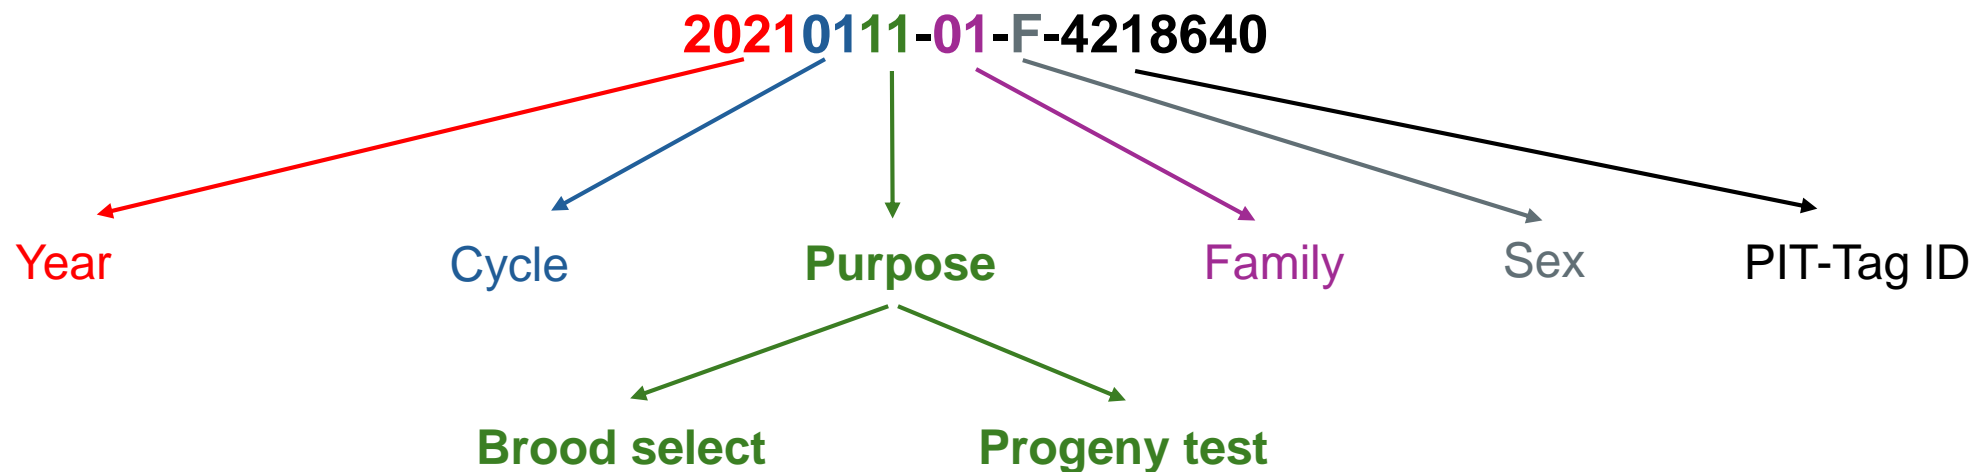 20210111-01-F-4218640
Year Cycle Purpose Family Sex PIT-Tag ID
Brood select Progeny test